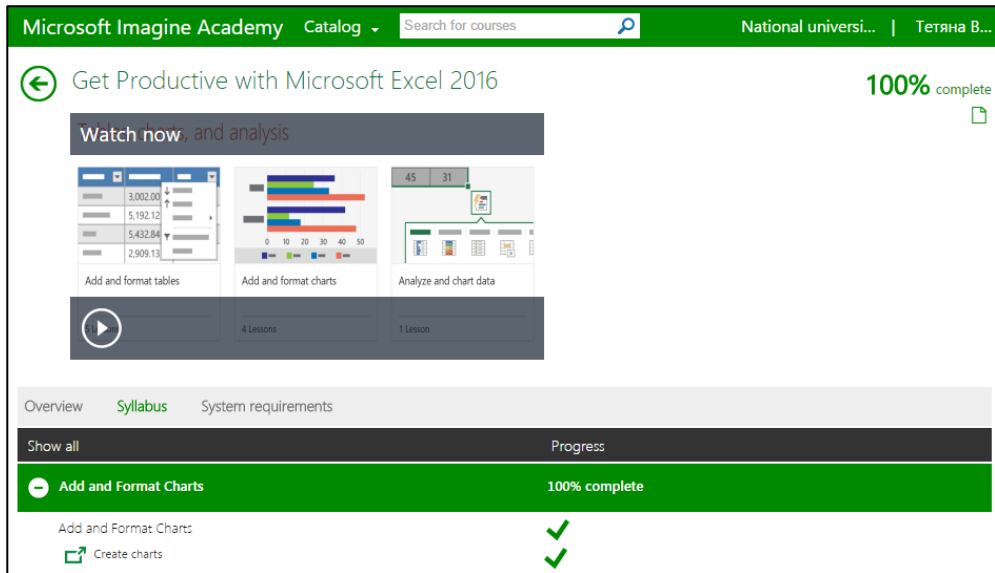 Microsoft Imagine Academy Catalog Search for courses National universi... | Тетяна В...
Get Productive with Microsoft Excel 2016
100% complete
Tables, charts, and analysis
Watch now
3,002.00
5,192.12
5,432.84
2,909.13
0 10 20 30 40 50
45 31
Add and format tables Add and format charts Analyze and chart data
5 Lessons 4 Lessons 1 Lesson
Overview Syllabus System requirements
Show all Progress
Add and Format Charts 100% complete
Add and Format Charts
Create charts